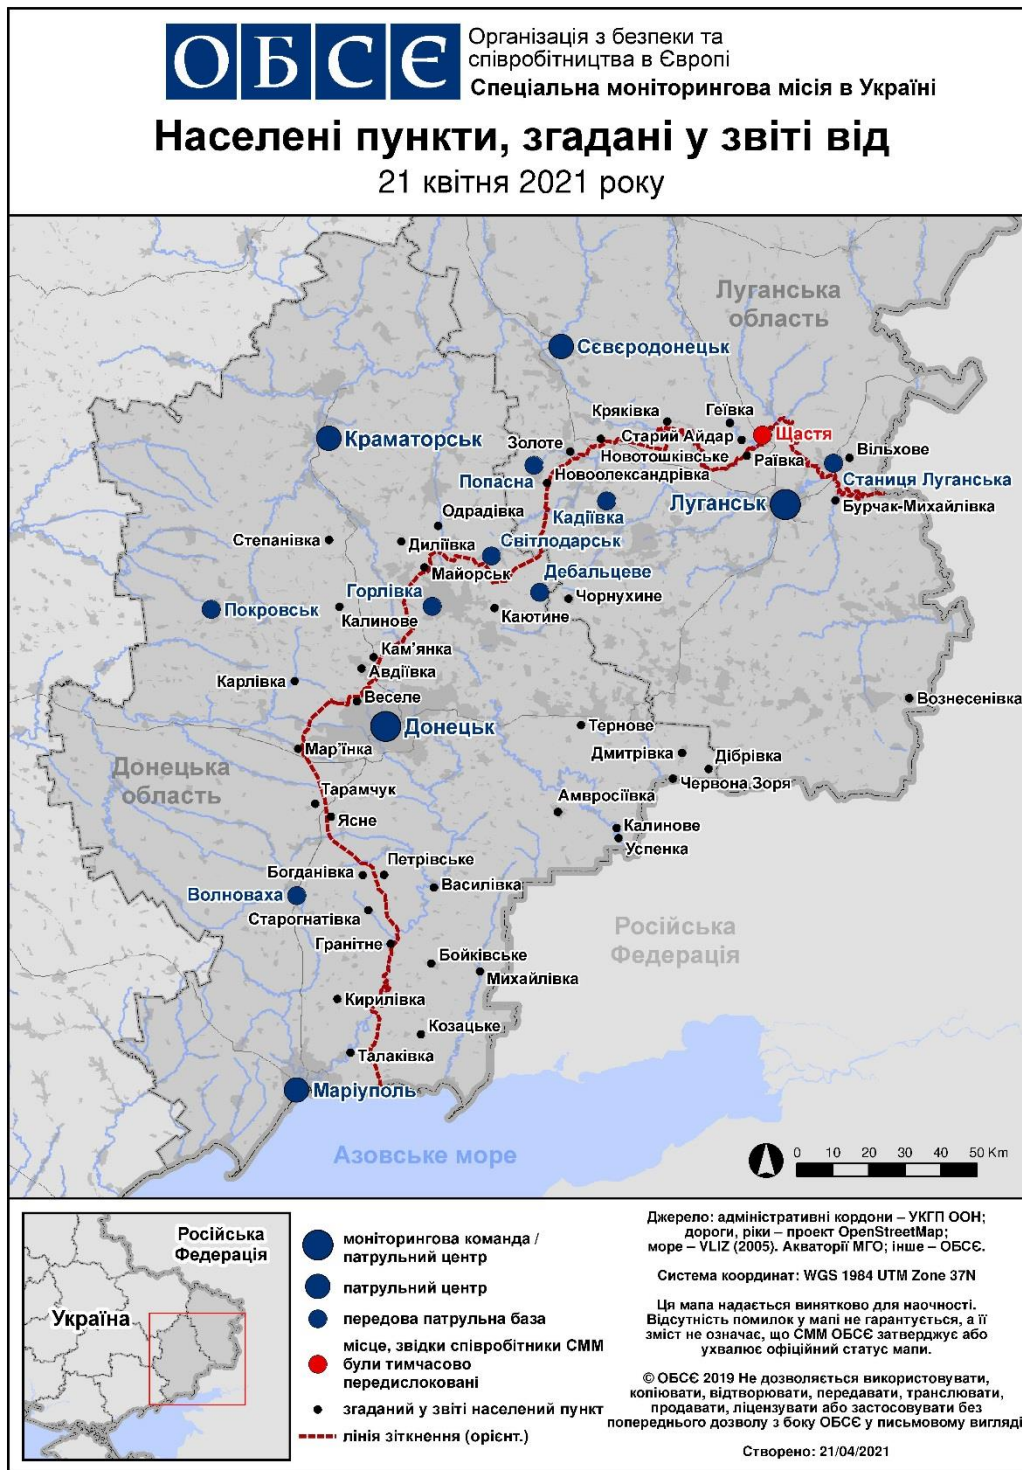 ОБСЄ
Організація з безпеки та
співробітництва в Європі
Спеціальна моніторингова місія в Україні
Населені пункти, згадані у звіті від
21 квітня 2021 року
Луганська
область
Сєвєродонецьк
Кряківка
Геївка
Щастя
Краматорськ
Золоте
Старий Айдар
Новотошківське
Раївка
Вільхове
Попасна
Новоолександрівка
Станиця Луганська
Кадіївка
Луганськ
Бурчак-Михайлівка
Одрадівка
Степанівка
Диліївка
Світлодарськ
Майорськ
Дебальцеве
Горлівка
Чорнухине
Покровськ
Калинове
Каютине
Кам'янка
Авдіївка
Карлівка
Веселе
Вознесенівка
Донецьк
Тернове
Мар'їнка
Дмитрівка
Дібрівка
Донецька
область
Червона Зоря
Тарамчук
Амвросіївка
Ясне
Калинове
Успенка
Петрівське
Богданівка
Василівка
Волноваха
Старогнатівка
Російська
Федерація
Гранітне
Бойківське
Михайлівка
Кирилівка
Козацьке
Талаківка
Маріуполь
Азовське море
0 10 20 30 40 50 Km
Російська
Федерація
Україна
моніторингова команда /
патрульний центр
патрульний центр
передова патрульна база
місце, звідки співробітники СММ
були тимчасово
передислоковані
згаданий у звіті населений пункт
лінія зіткнення (орієнт.)
Джерело: адміністративні кордони – УКГП ООН;
дороги, ріки – проект OpenStreetMap;
море – VLIZ (2005). Акваторії МГО; інше – ОБСЄ.
Система координат: WGS 1984 UTM Zone 37N
Ця мапа надається винятково для наочності.
Відсутність помилок у мапі не гарантується, а її
зміст не означає, що СММ ОБСЄ затверджує або
ухвалює офіційний статус мапи.
© ОБСЄ 2019 Не дозволяється використовувати,
копіювати, відтворювати, передавати, транслювати,
продавати, ліцензувати або застосовувати без
попереднього дозволу з боку ОБСЄ у письмовому вигляді
Створено: 21/04/2021